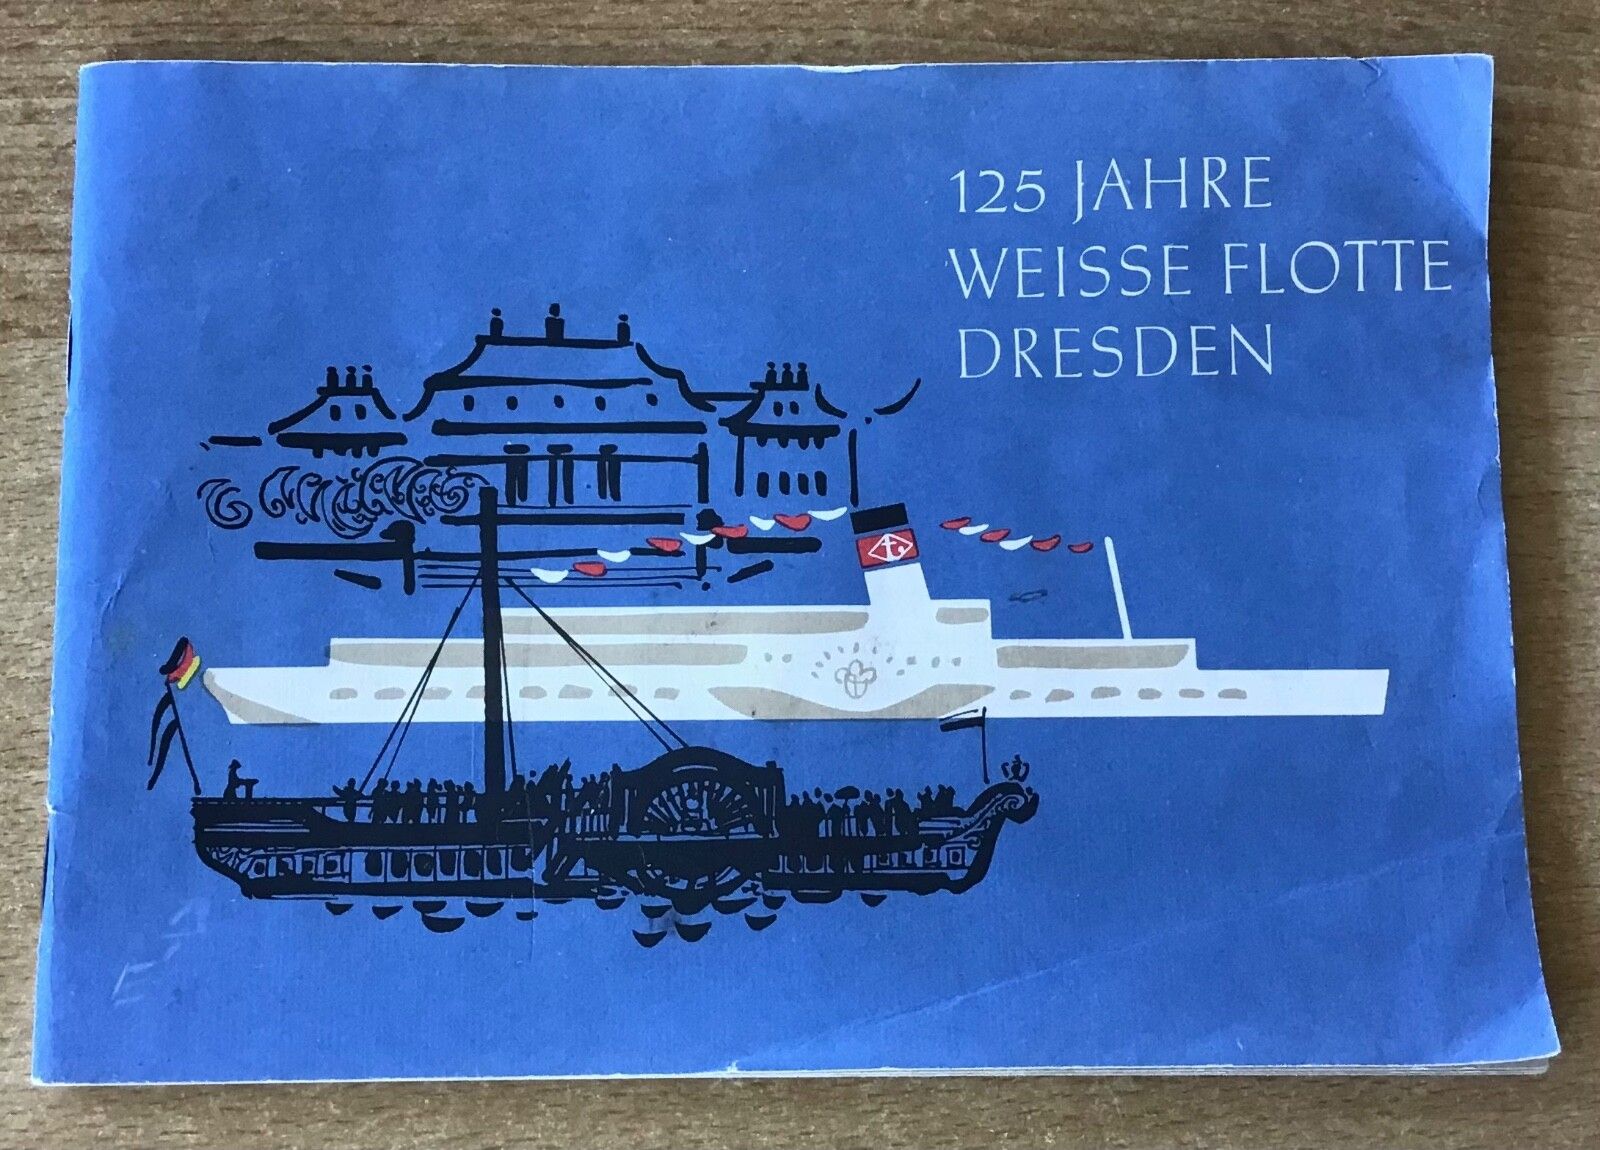 125 JAHRE
WEISSE FLOTTE
DRESDEN